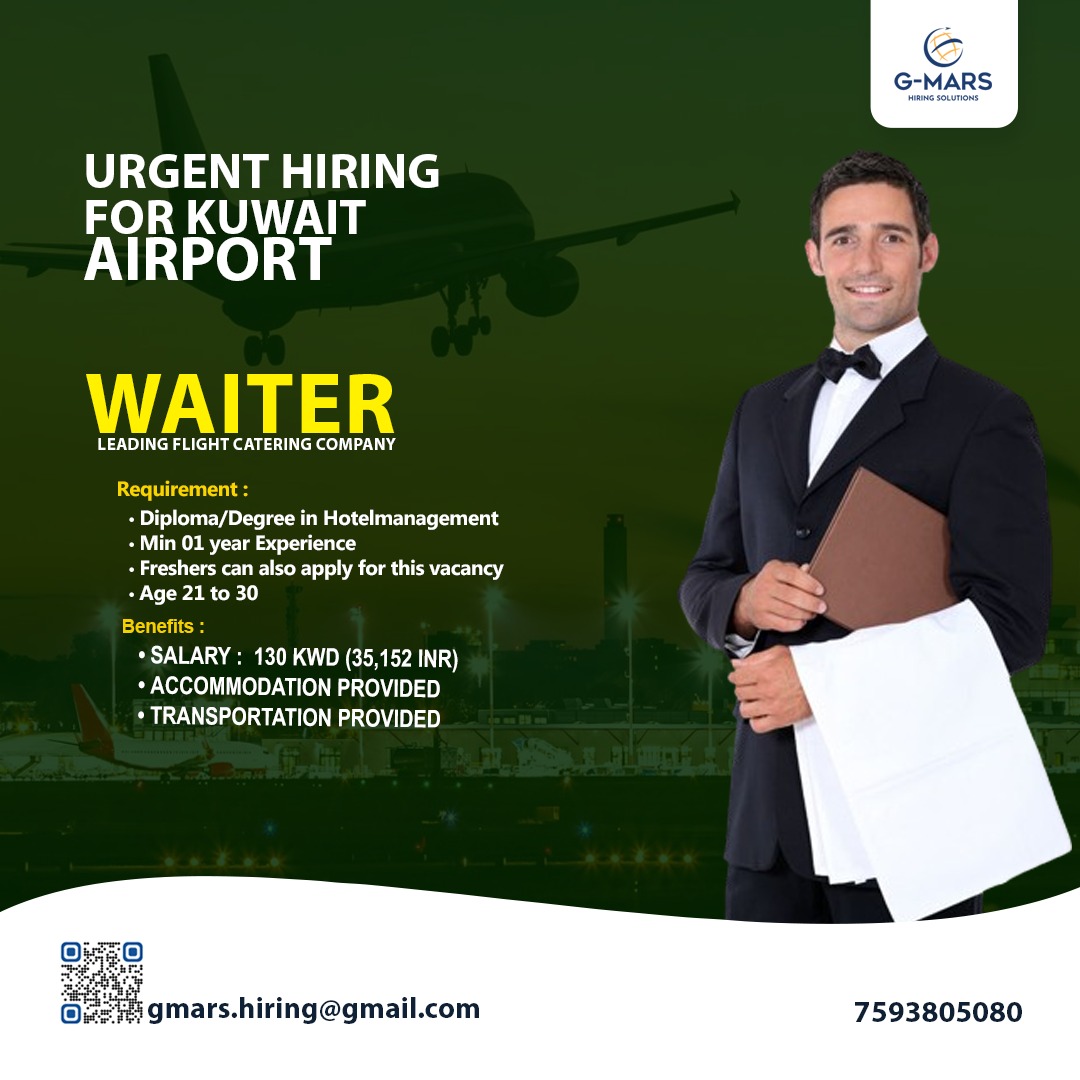 G-MARS
HIRING SOLUTIONS
URGENT HIRING
FOR KUWAIT
AIRPORT
WAITER
LEADING FLIGHT CATERING COMPANY
Requirement :
• Diploma/Degree in Hotelmanagement
• Min 01 year Experience
• Freshers can also apply for this vacancy
• Age 21 to 30
Benefits :
• SALARY : 130 KWD (35,152 INR)
• ACCOMMODATION PROVIDED
• TRANSPORTATION PROVIDED
gmars.hiring@gmail.com
7593805080